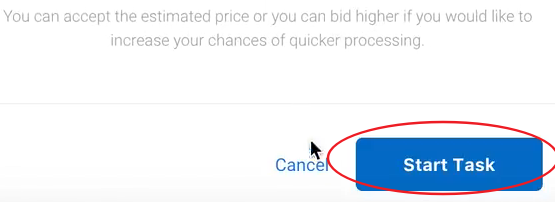 You can accept the estimated price or you can bid higher if you would like to
increase your chances of quicker processing.
Cancel
Start Task